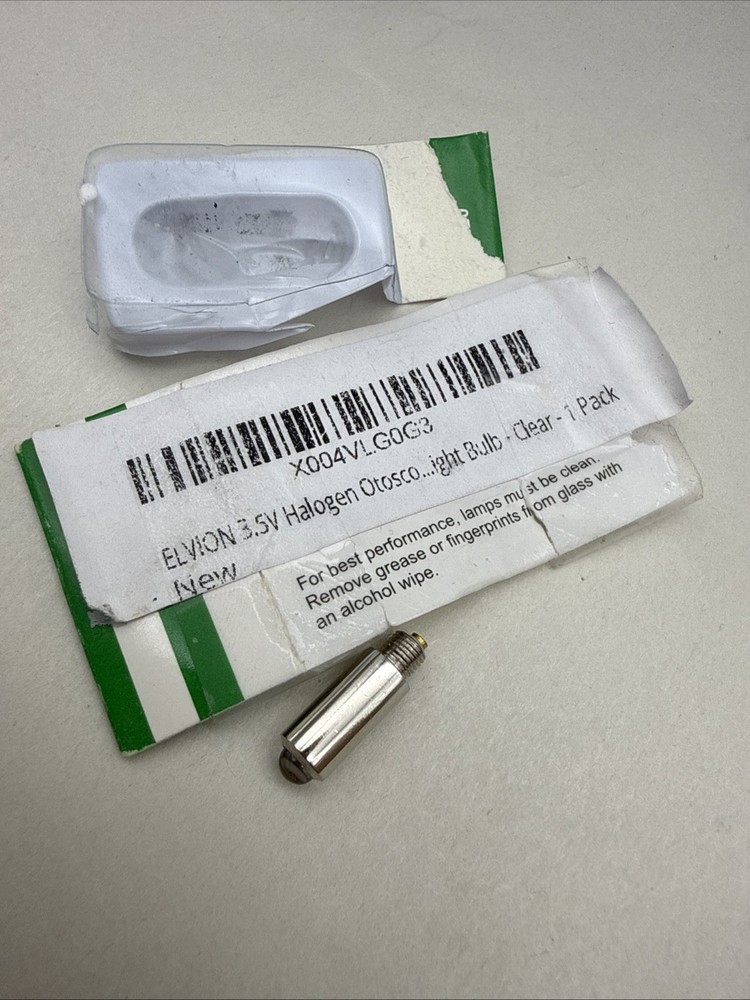 X004VLG0G3
ELVION 3.5V Halogen Otosco...ight Bulb - Clear - 1 Pack
New
For best performance, lamps must be clean.
Remove grease or fingerprints from glass with
an alcohol wipe.